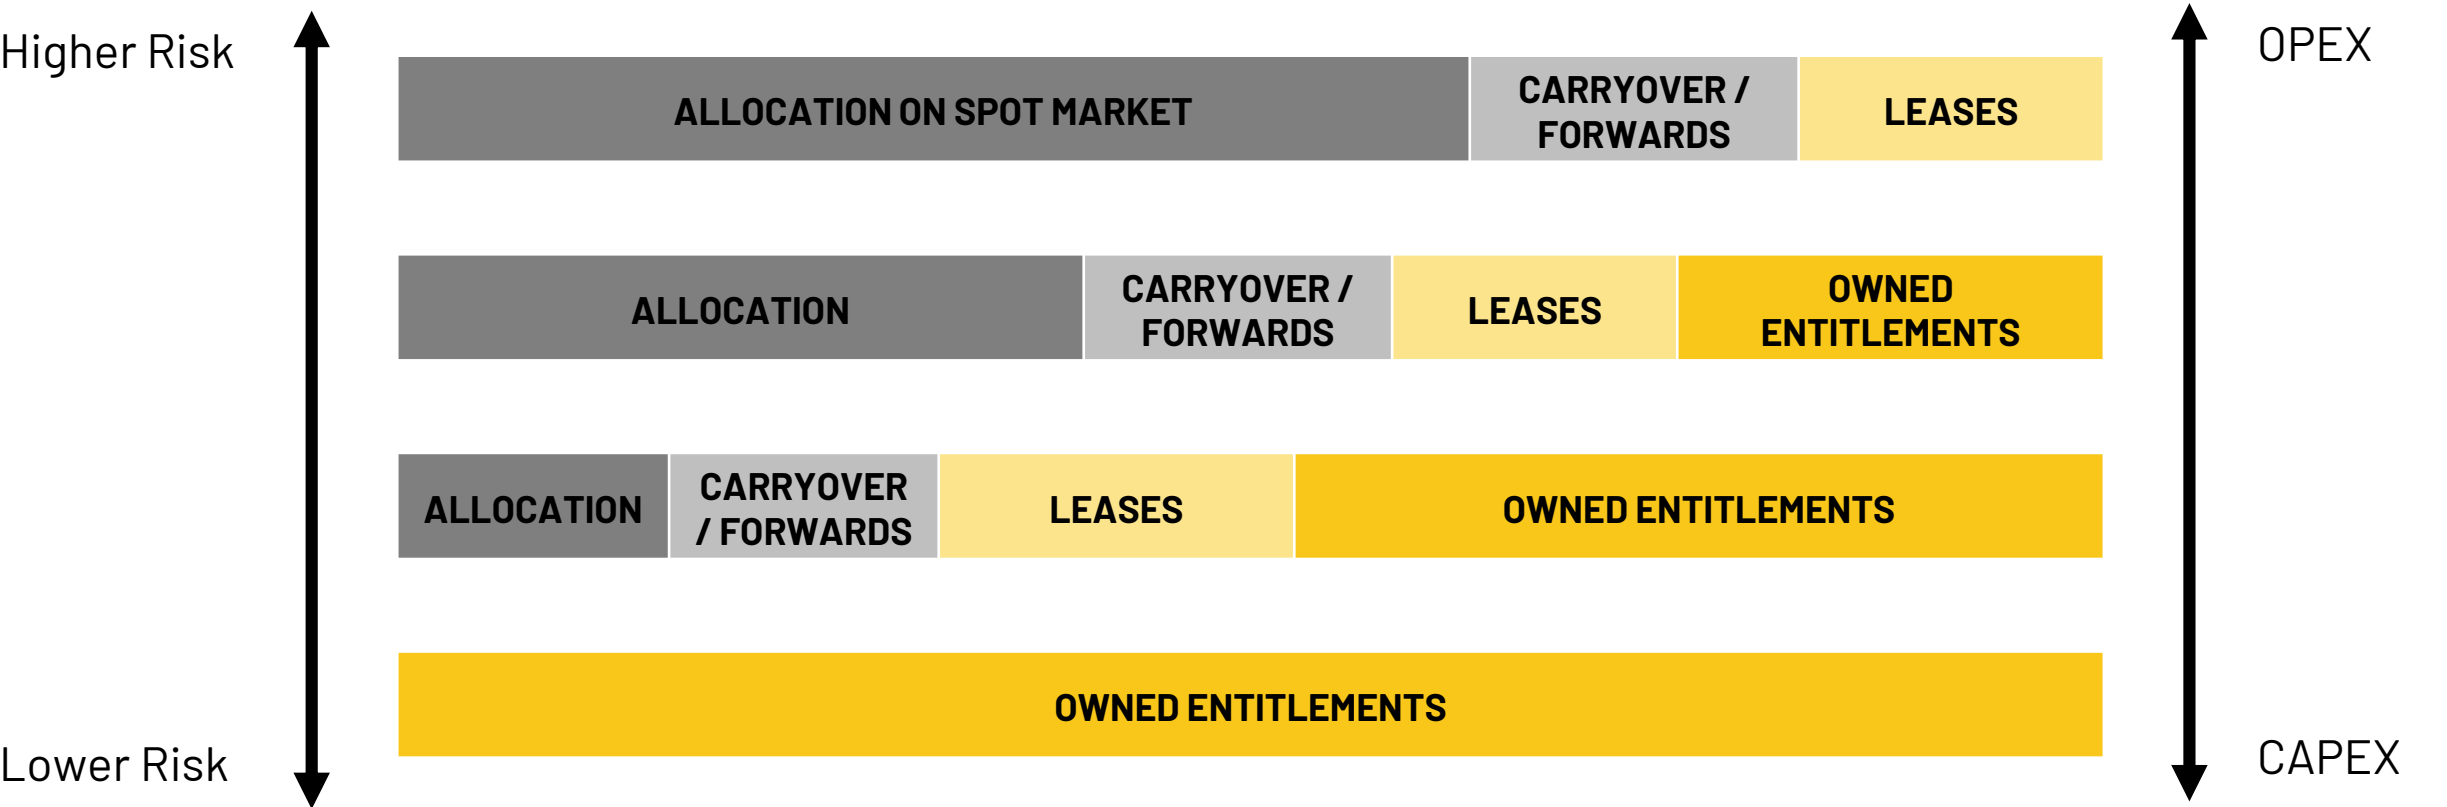 Higher Risk
OPEX
ALLOCATION ON SPOT MARKET
CARRYOVER /
FORWARDS
LEASES
ALLOCATION
CARRYOVER /
FORWARDS
LEASES
OWNED
ENTITLEMENTS
ALLOCATION
CARRYOVER
/ FORWARDS
LEASES
OWNED ENTITLEMENTS
OWNED ENTITLEMENTS
Lower Risk
CAPEX